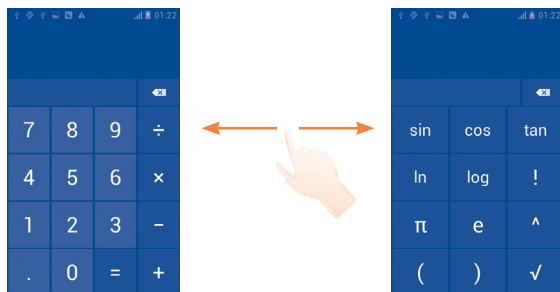 01:22
7 8 9 ÷
4 5 6 ×
1 2 3 −
. 0 = +
01:22
sin cos tan
ln log !
π e ^
( ) √